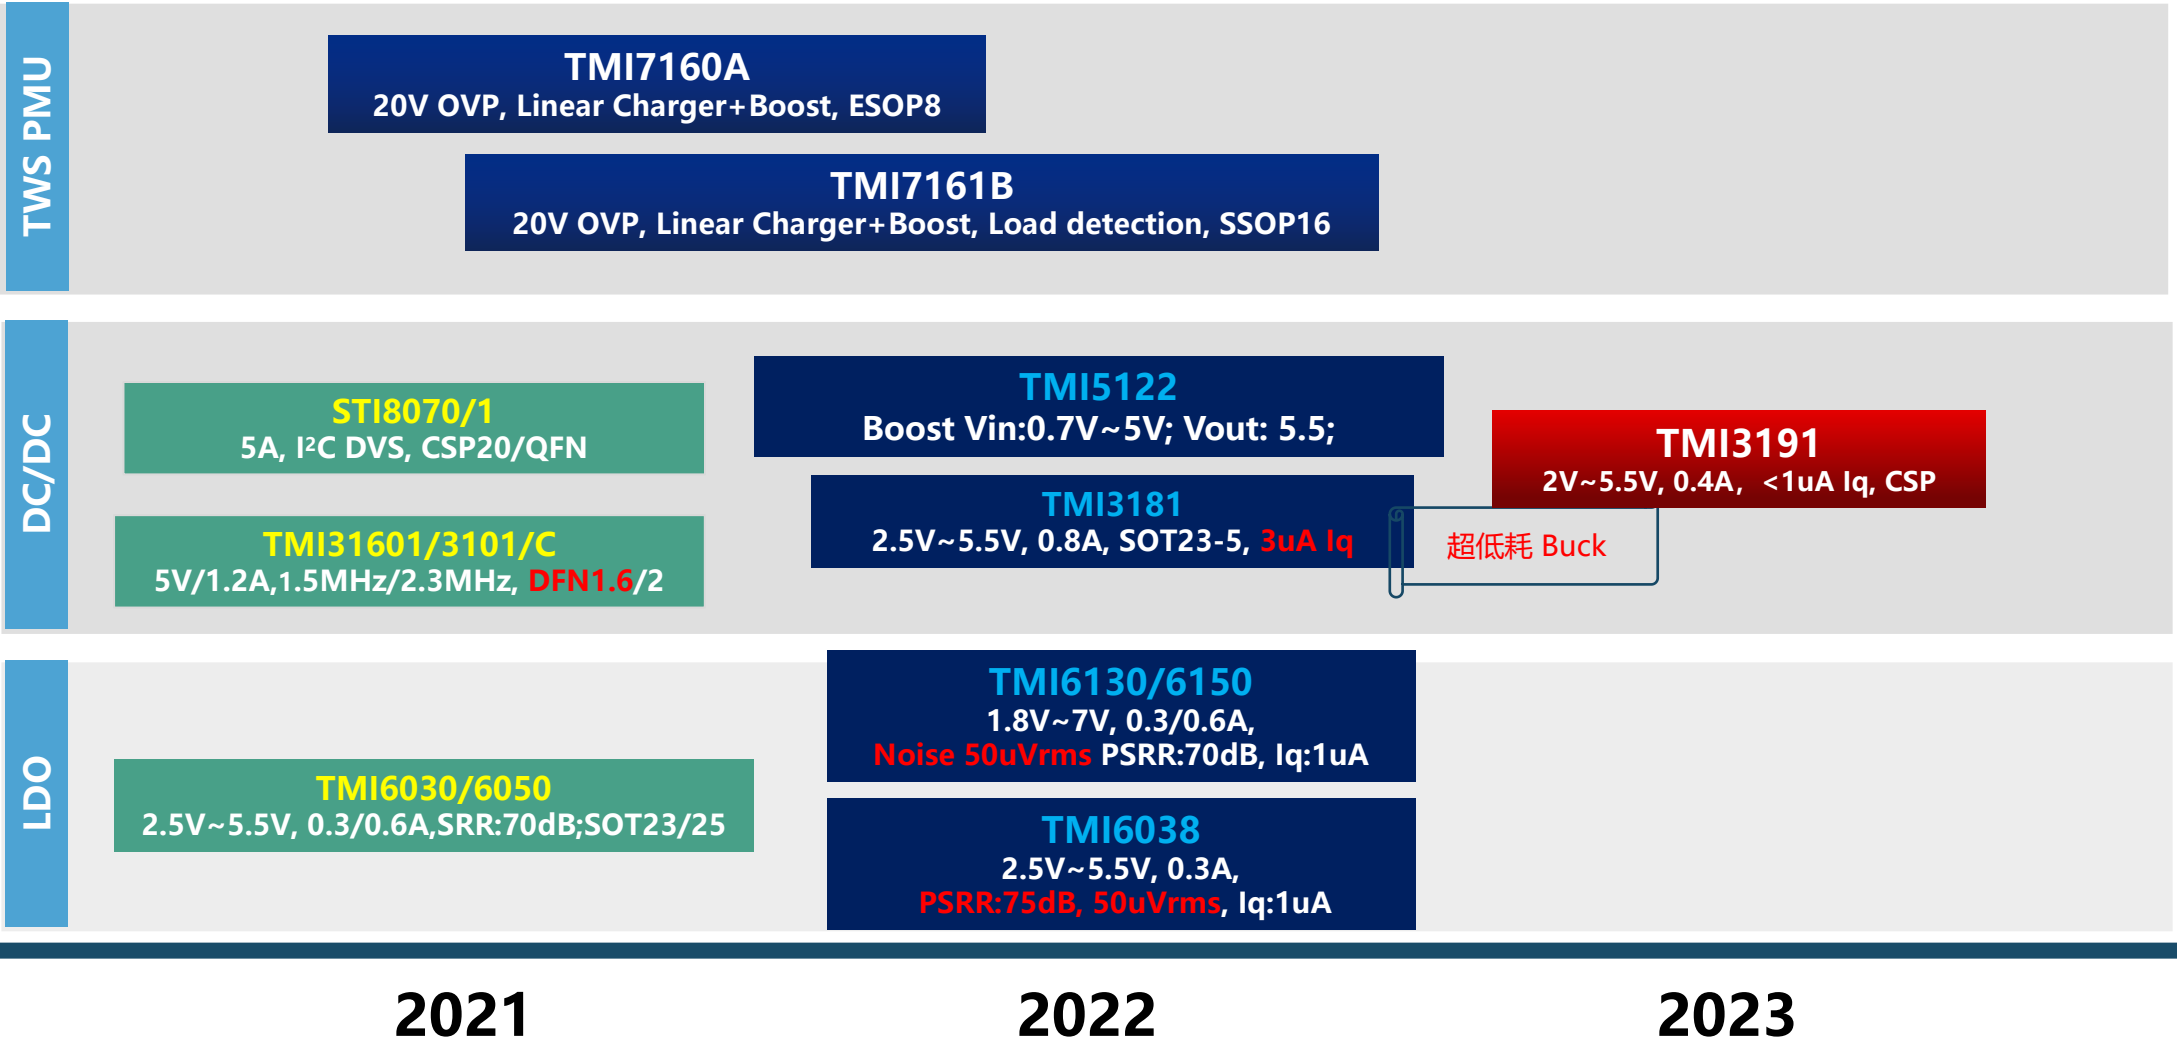 TWS PMU
TMI7160A
20V OVP, Linear Charger+Boost, ESOP8
TMI7161B
20V OVP, Linear Charger+Boost, Load detection, SSOP16
DC/DC
STI8070/1
5A, I²C DVS, CSP20/QFN
TMI31601/3101/C
5V/1.2A,1.5MHz/2.3MHz, DFN1.6/2
TMI5122
Boost Vin:0.7V~5V; Vout: 5.5;
TMI3181
2.5V~5.5V, 0.8A, SOT23-5, 3uA Iq
TMI3191
2V~5.5V, 0.4A，<1uA Iq, CSP
超低耗 Buck
LDO
TMI6030/6050
2.5V~5.5V, 0.3/0.6A,SRR:70dB;SOT23/25
TMI6130/6150
1.8V~7V, 0.3/0.6A,
Noise 50uVrms PSRR:70dB, Iq:1uA
TMI6038
2.5V~5.5V, 0.3A,
PSRR:75dB, 50uVrms, Iq:1uA
2021
2022
2023